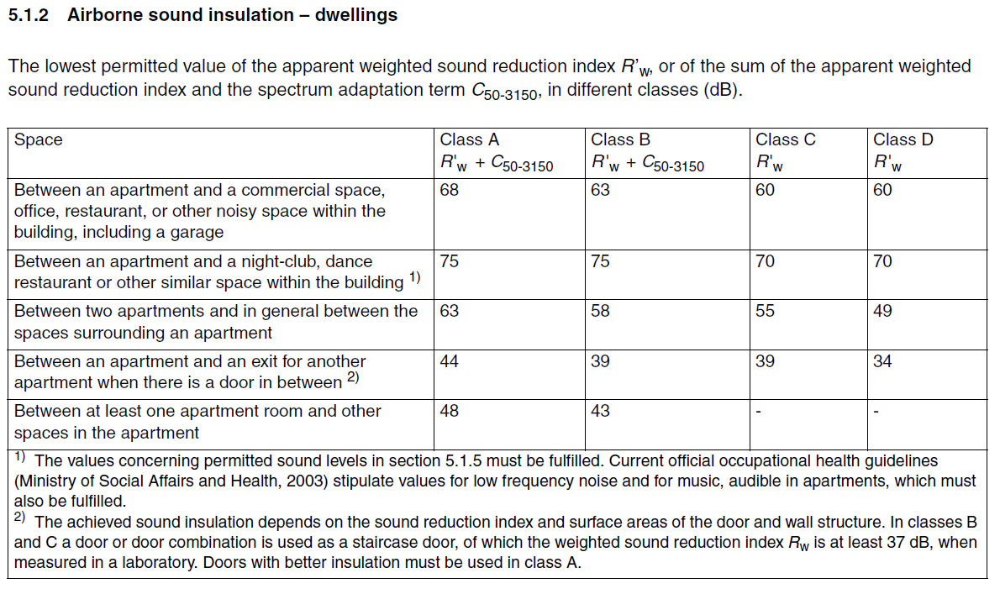 5.1.2 Airborne sound insulation – dwellings
The lowest permitted value of the apparent weighted sound reduction index R'w, or of the sum of the apparent weighted
sound reduction index and the spectrum adaptation term C50-3150, in different classes (dB).
Space
Class A
R'w + C50-3150
Class B
R'w + C50-3150
Class C
R'w
Class D
R'w
Between an apartment and a commercial space,
office, restaurant, or other noisy space within the
building, including a garage
68
63
60
60
Between an apartment and a night-club, dance
restaurant or other similar space within the building 1)
75
75
70
70
Between two apartments and in general between the
spaces surrounding an apartment
63
58
55
49
Between an apartment and an exit for another
apartment when there is a door in between 2)
44
39
39
34
Between at least one apartment room and other
spaces in the apartment
48
43
-
-
1) The values concerning permitted sound levels in section 5.1.5 must be fulfilled. Current official occupational health guidelines
(Ministry of Social Affairs and Health, 2003) stipulate values for low frequency noise and for music, audible in apartments, which must
also be fulfilled.
2) The achieved sound insulation depends on the sound reduction index and surface areas of the door and wall structure. In classes B
and C a door or door combination is used as a staircase door, of which the weighted sound reduction index Rw is at least 37 dB, when
measured in a laboratory. Doors with better insulation must be used in class A.